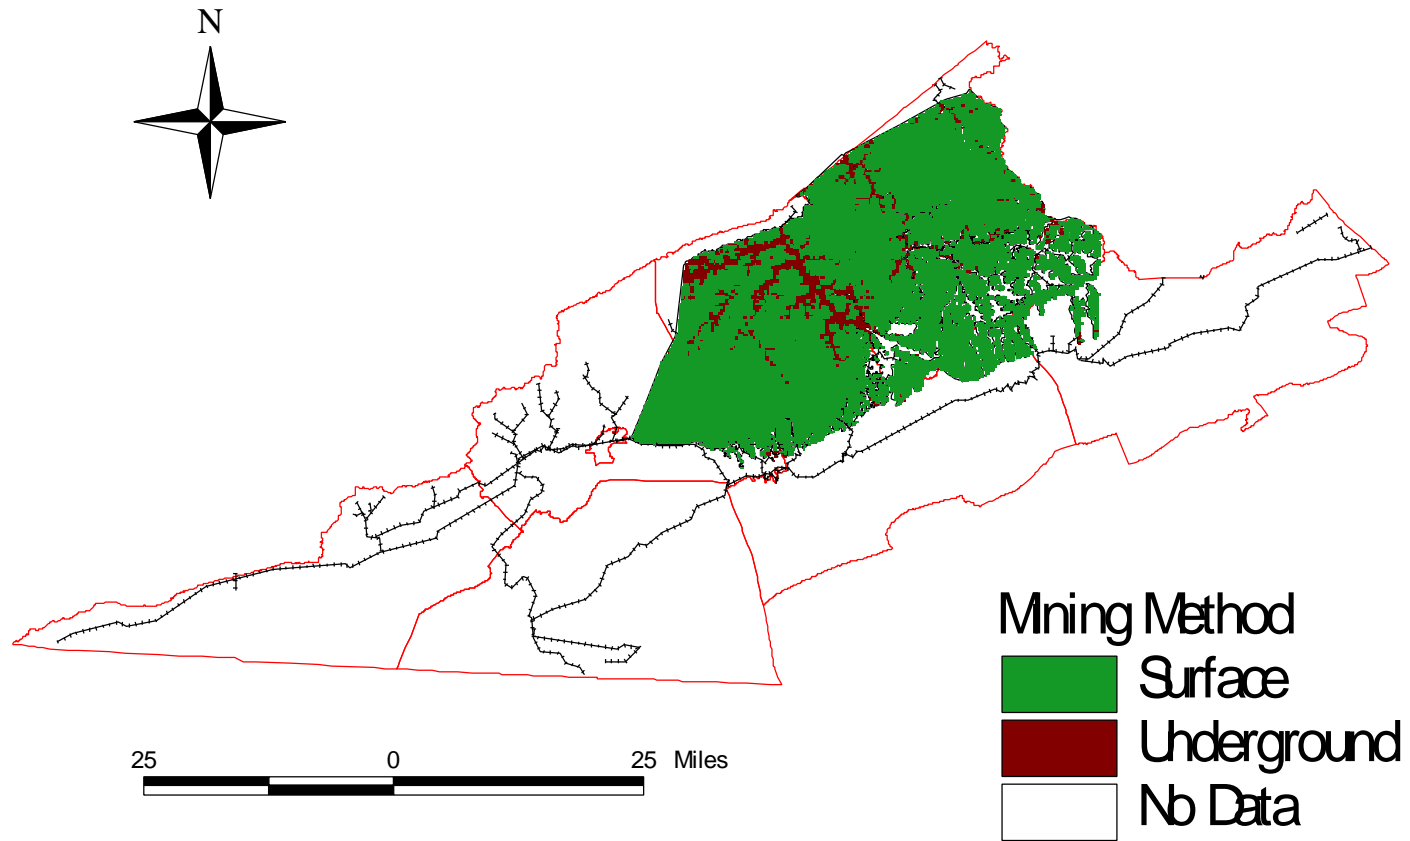 N
25 0 25 Miles
Mining Method
Surface
Underground
No Data